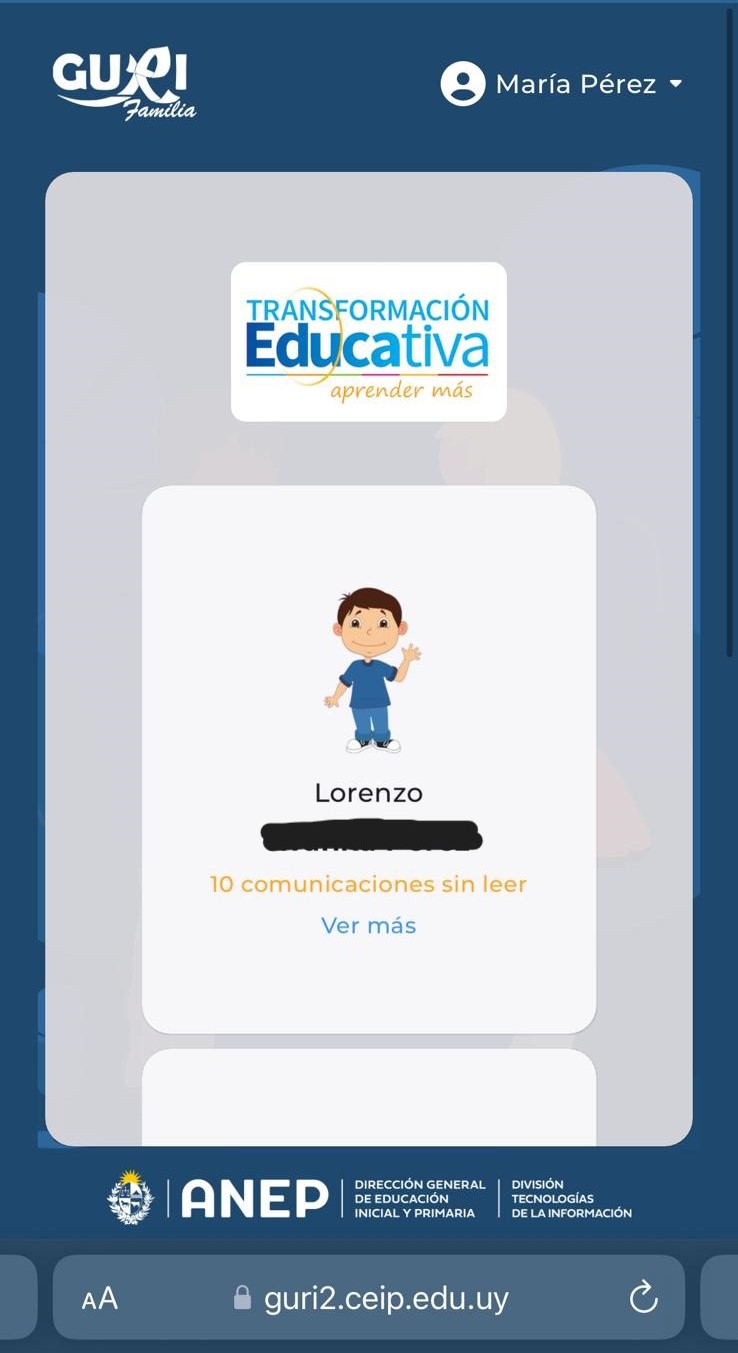 GURI
Familia
María Pérez
TRANSFORMACIÓN
Educativa
aprender más
Lorenzo
10 comunicaciones sin leer
Ver más
ANEP
DIRECCIÓN GENERAL
DE EDUCACIÓN
INICIAL Y PRIMARIA
DIVISIÓN
TECNOLOGÍAS
DE LA INFORMACIÓN
AA
guri2.ceip.edu.uy